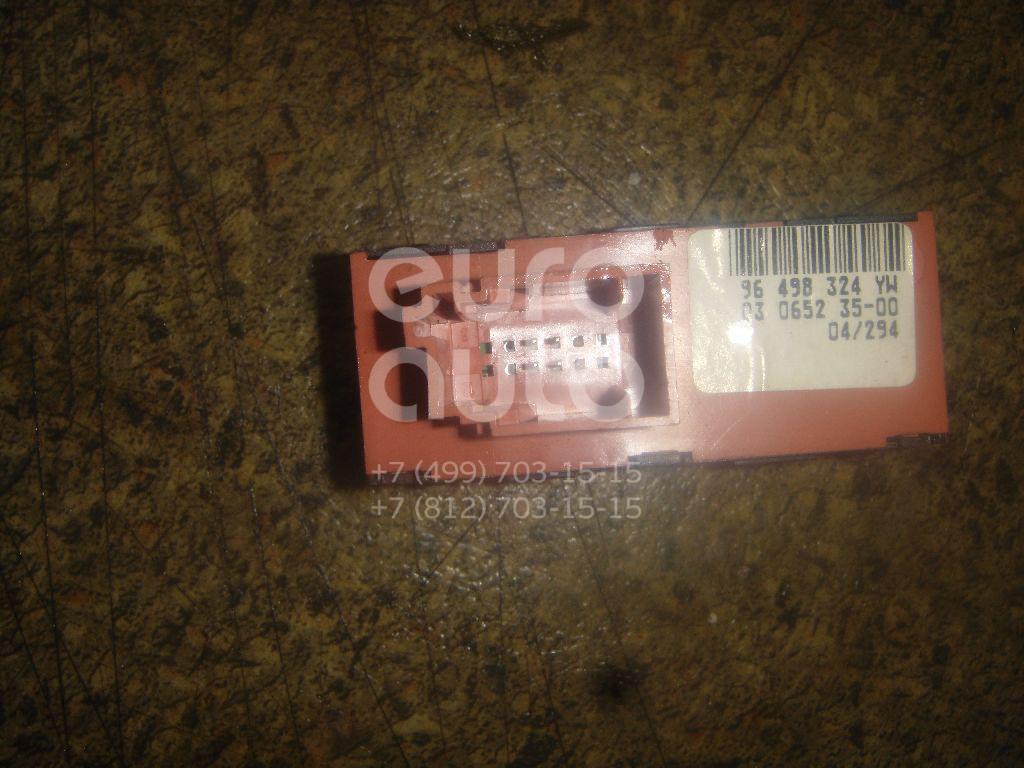 euro
auto
96 498 324 YW
03 0652 35-00
04/294
+7 (499) 703-15-15
+7 (812) 703-15-15